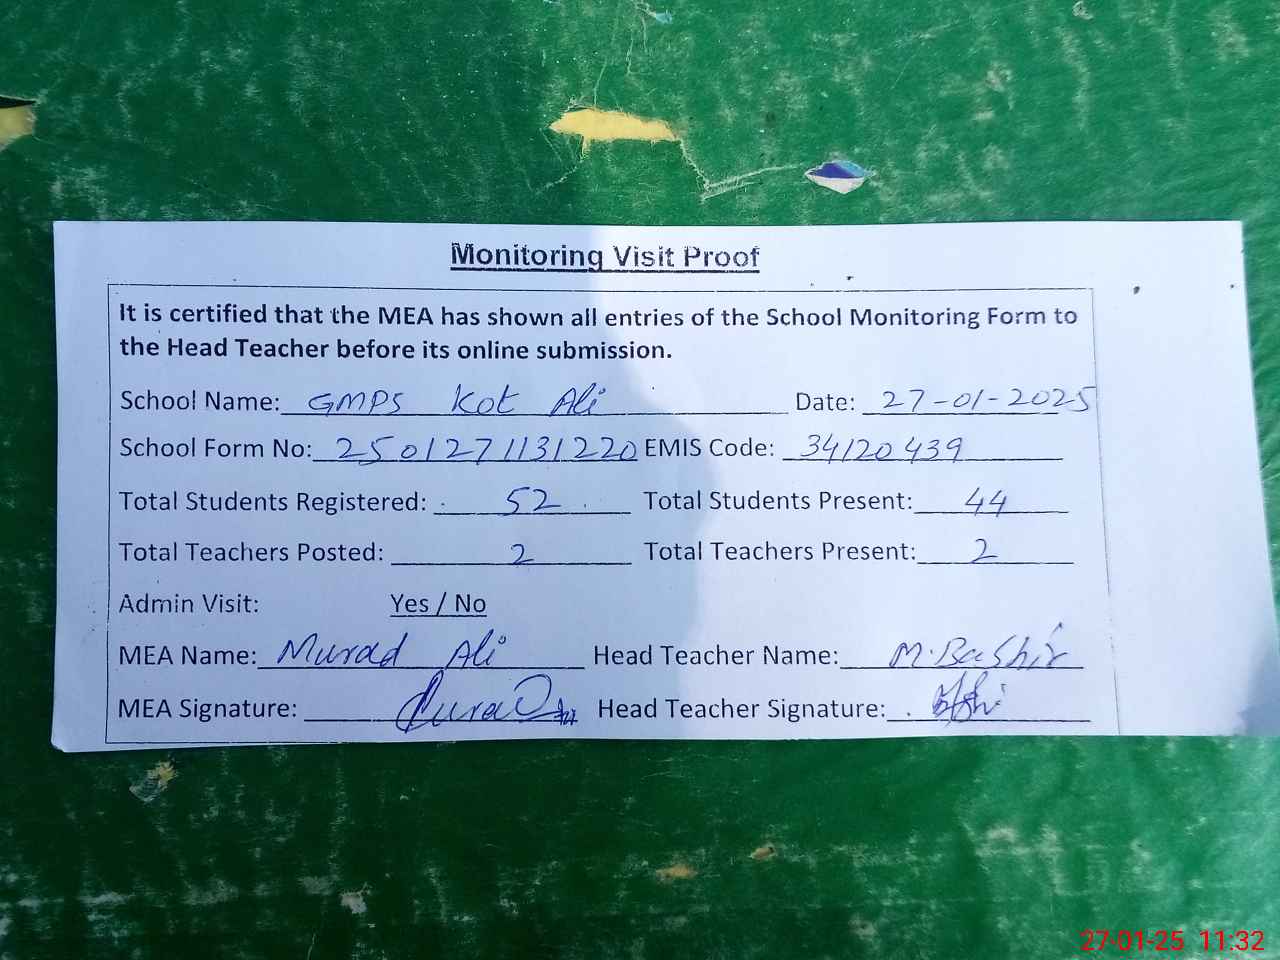 Monitoring Visit Proof
It is certified that the MEA has shown all entries of the School Monitoring Form to
the Head Teacher before its online submission.
School Name: GMPS Kot Ali Date: 27-01-2025
School Form No: 2501271131220 EMIS Code: 34120439
Total Students Registered: 52 Total Students Present: 44
Total Teachers Posted: 2 Total Teachers Present: 2
Admin Visit: Yes / No
MEA Name: Murad Ali Head Teacher Name: M. Bashir
MEA Signature: Head Teacher Signature:
27-01-25 11:32